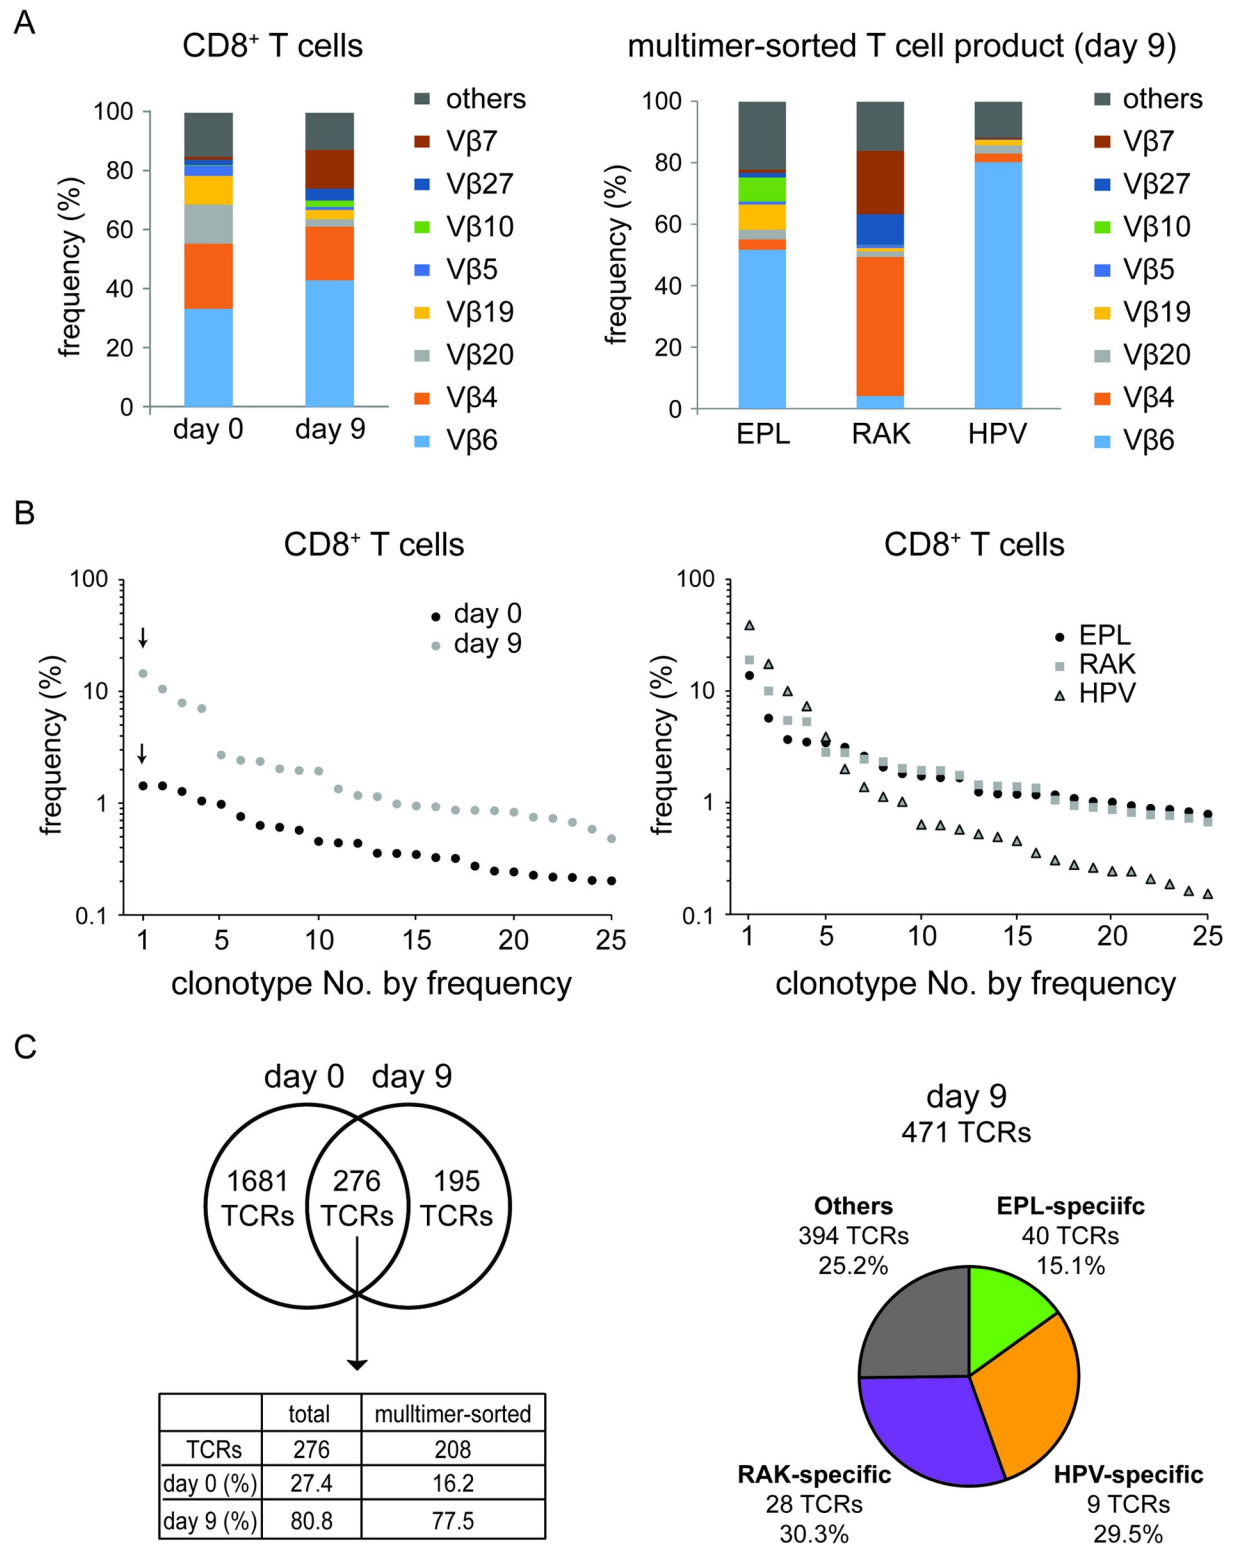 A
CD8⁺ T cells
frequency (%)
100
80
60
40
20
0
day 0 day 9
others
Vβ7
Vβ27
Vβ10
Vβ5
Vβ19
Vβ20
Vβ4
Vβ6
multimer-sorted T cell product (day 9)
frequency (%)
100
80
60
40
20
0
EPL RAK HPV
others
Vβ7
Vβ27
Vβ10
Vβ5
Vβ19
Vβ20
Vβ4
Vβ6
B
CD8⁺ T cells
frequency (%)
100
10
1
0.1
day 0
day 9
1 5 10 15 20 25
clonotype No. by frequency
CD8⁺ T cells
frequency (%)
100
10
1
0.1
EPL
RAK
HPV
1 5 10 15 20 25
clonotype No. by frequency
C
day 0 day 9
1681 276 195
TCRs TCRs TCRs
total mulltimer-sorted
TCRs 276 208
day 0 (%) 27.4 16.2
day 9 (%) 80.8 77.5
day 9
471 TCRs
Others
394 TCRs
25.2%
EPL-speciifc
40 TCRs
15.1%
RAK-specific
28 TCRs
30.3%
HPV-specific
9 TCRs
29.5%